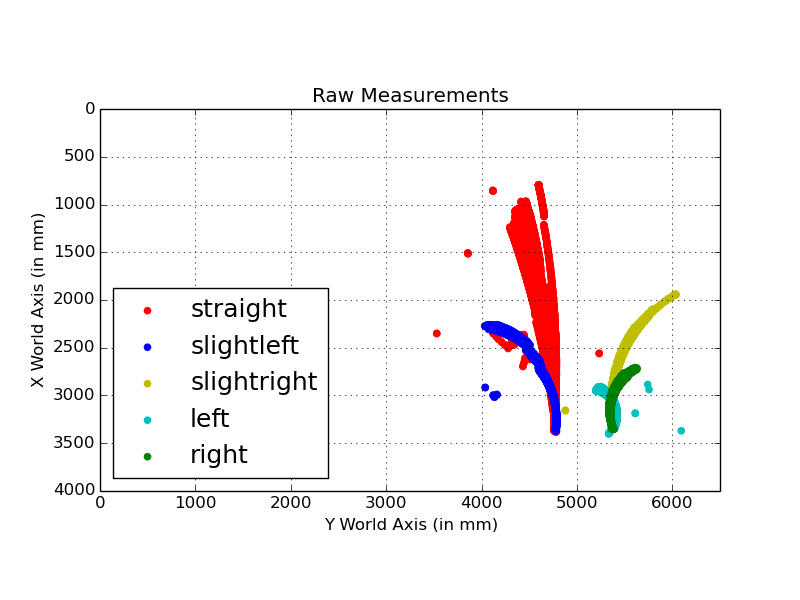 Raw Measurements
0
500
1000
1500
2000
2500
3000
3500
4000
X World Axis (in mm)
straight
slightleft
slightright
left
right
0 1000 2000 3000 4000 5000 6000
Y World Axis (in mm)